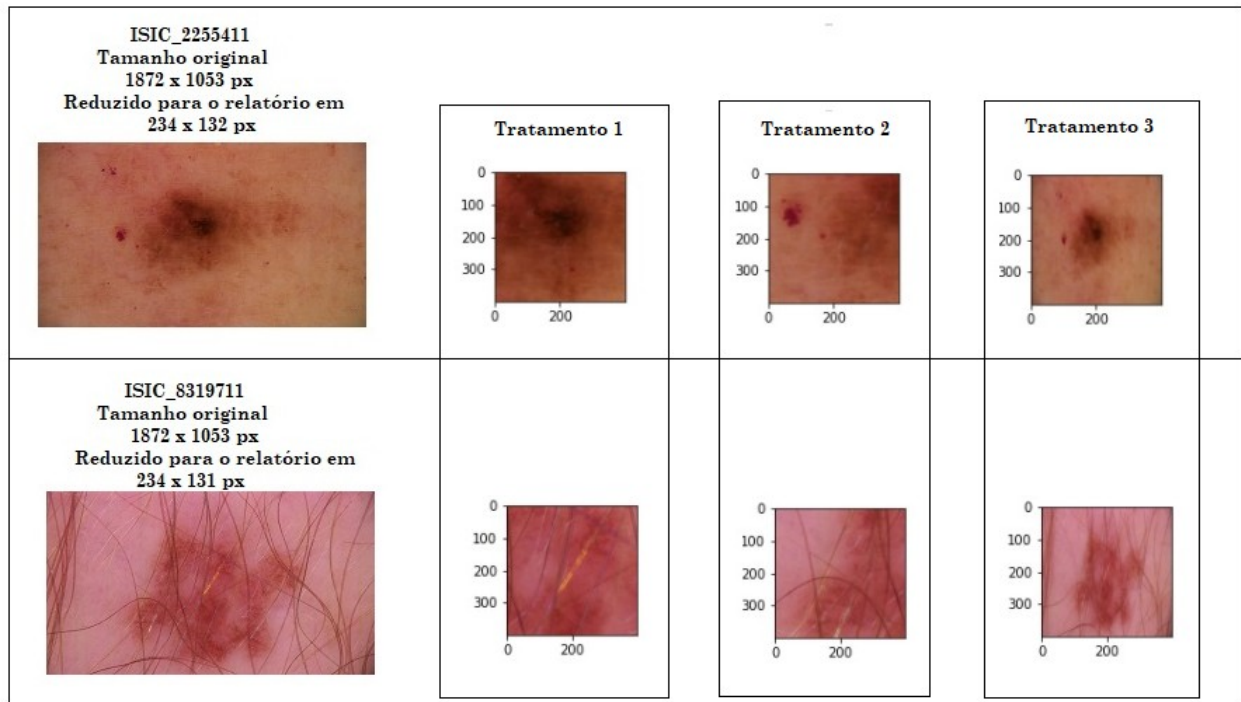 ISIC_2255411
Tamanho original
1872 x 1053 px
Reduzido para o relatório em
234 x 132 px
Tratamento 1
0
100
200
300
0 200
Tratamento 2
0
100
200
300
0 200
Tratamento 3
0
100
200
300
0 200
ISIC_8319711
Tamanho original
1872 x 1053 px
Reduzido para o relatório em
234 x 131 px
0
100
200
300
0 200
0
100
200
300
0 200
0
100
200
300
0 200